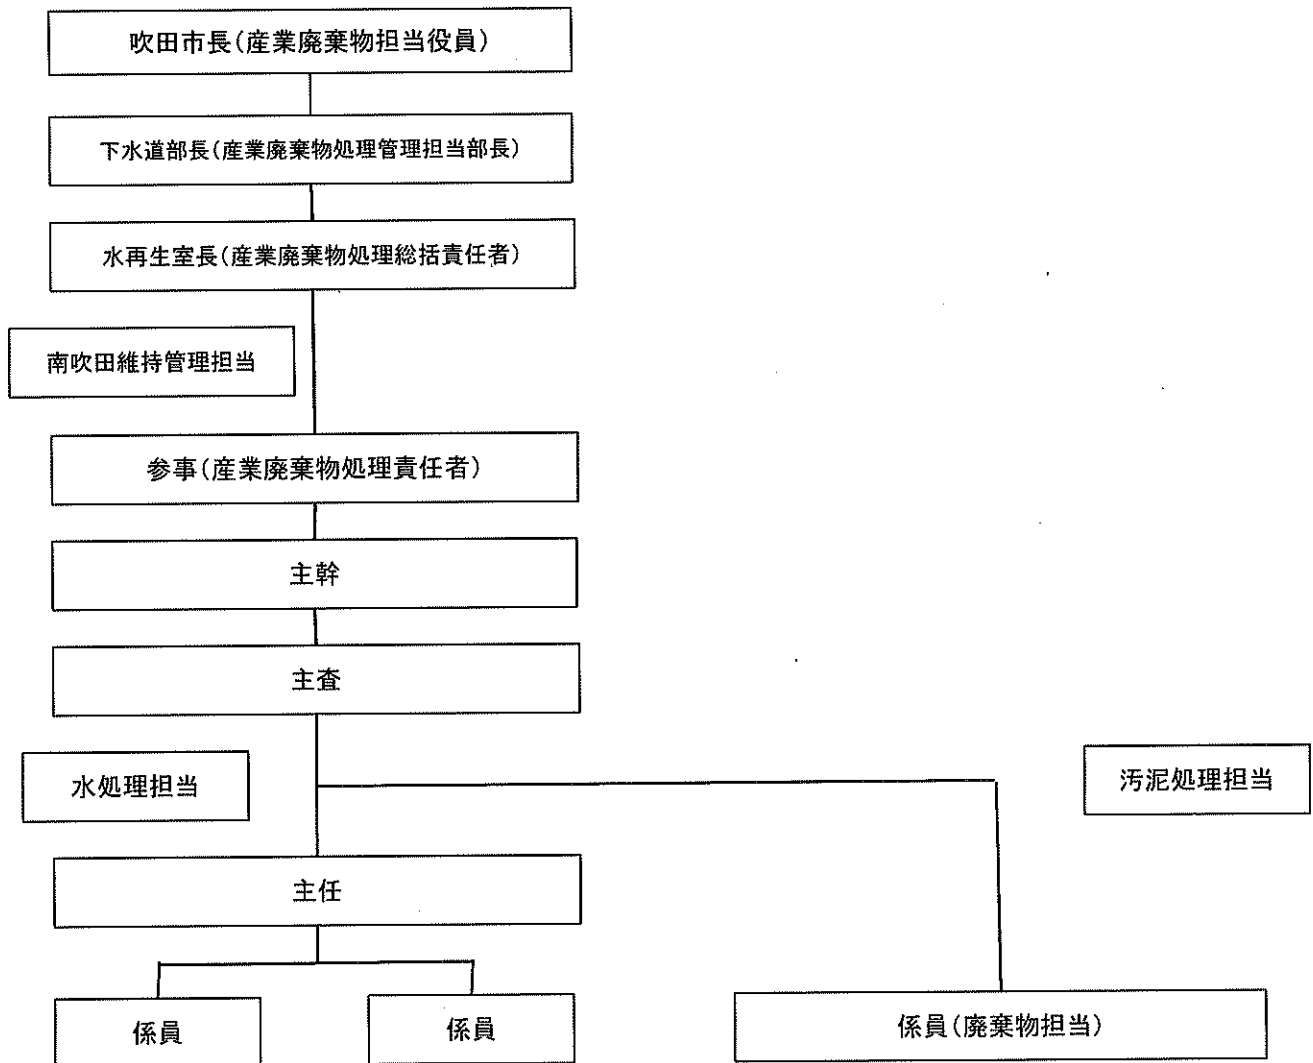 吹田市長(産業廃棄物担当役員)
下水道部長(産業廃棄物処理管理担当部長)
水再生室長(産業廃棄物処理総括責任者)
南吹田維持管理担当
参事(産業廃棄物処理責任者)
主幹
主査
水処理担当
汚泥処理担当
主任
係員
係員
係員(廃棄物担当)